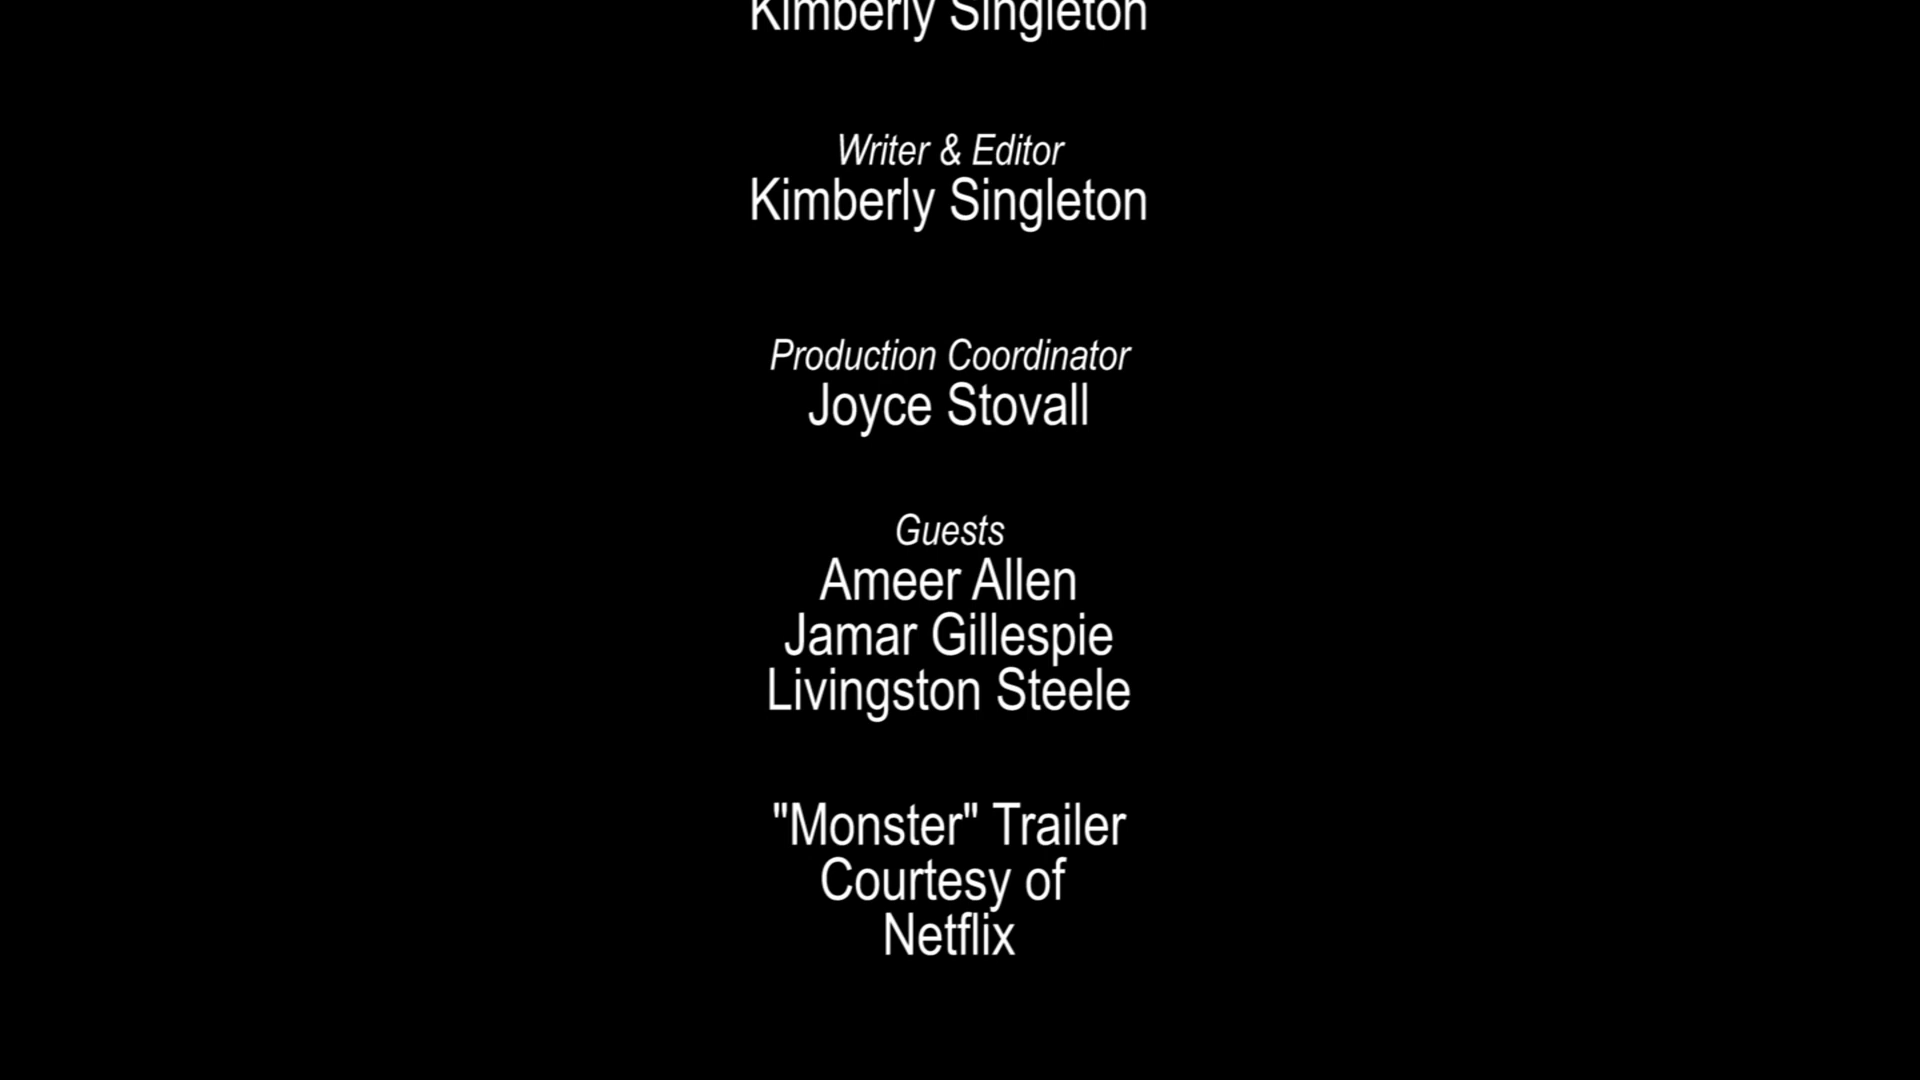 Kimberly Singleton
Writer & Editor
Kimberly Singleton
Production Coordinator
Joyce Stovall
Guests
Ameer Allen
Jamar Gillespie
Livingston Steele
"Monster" Trailer
Courtesy of
Netflix